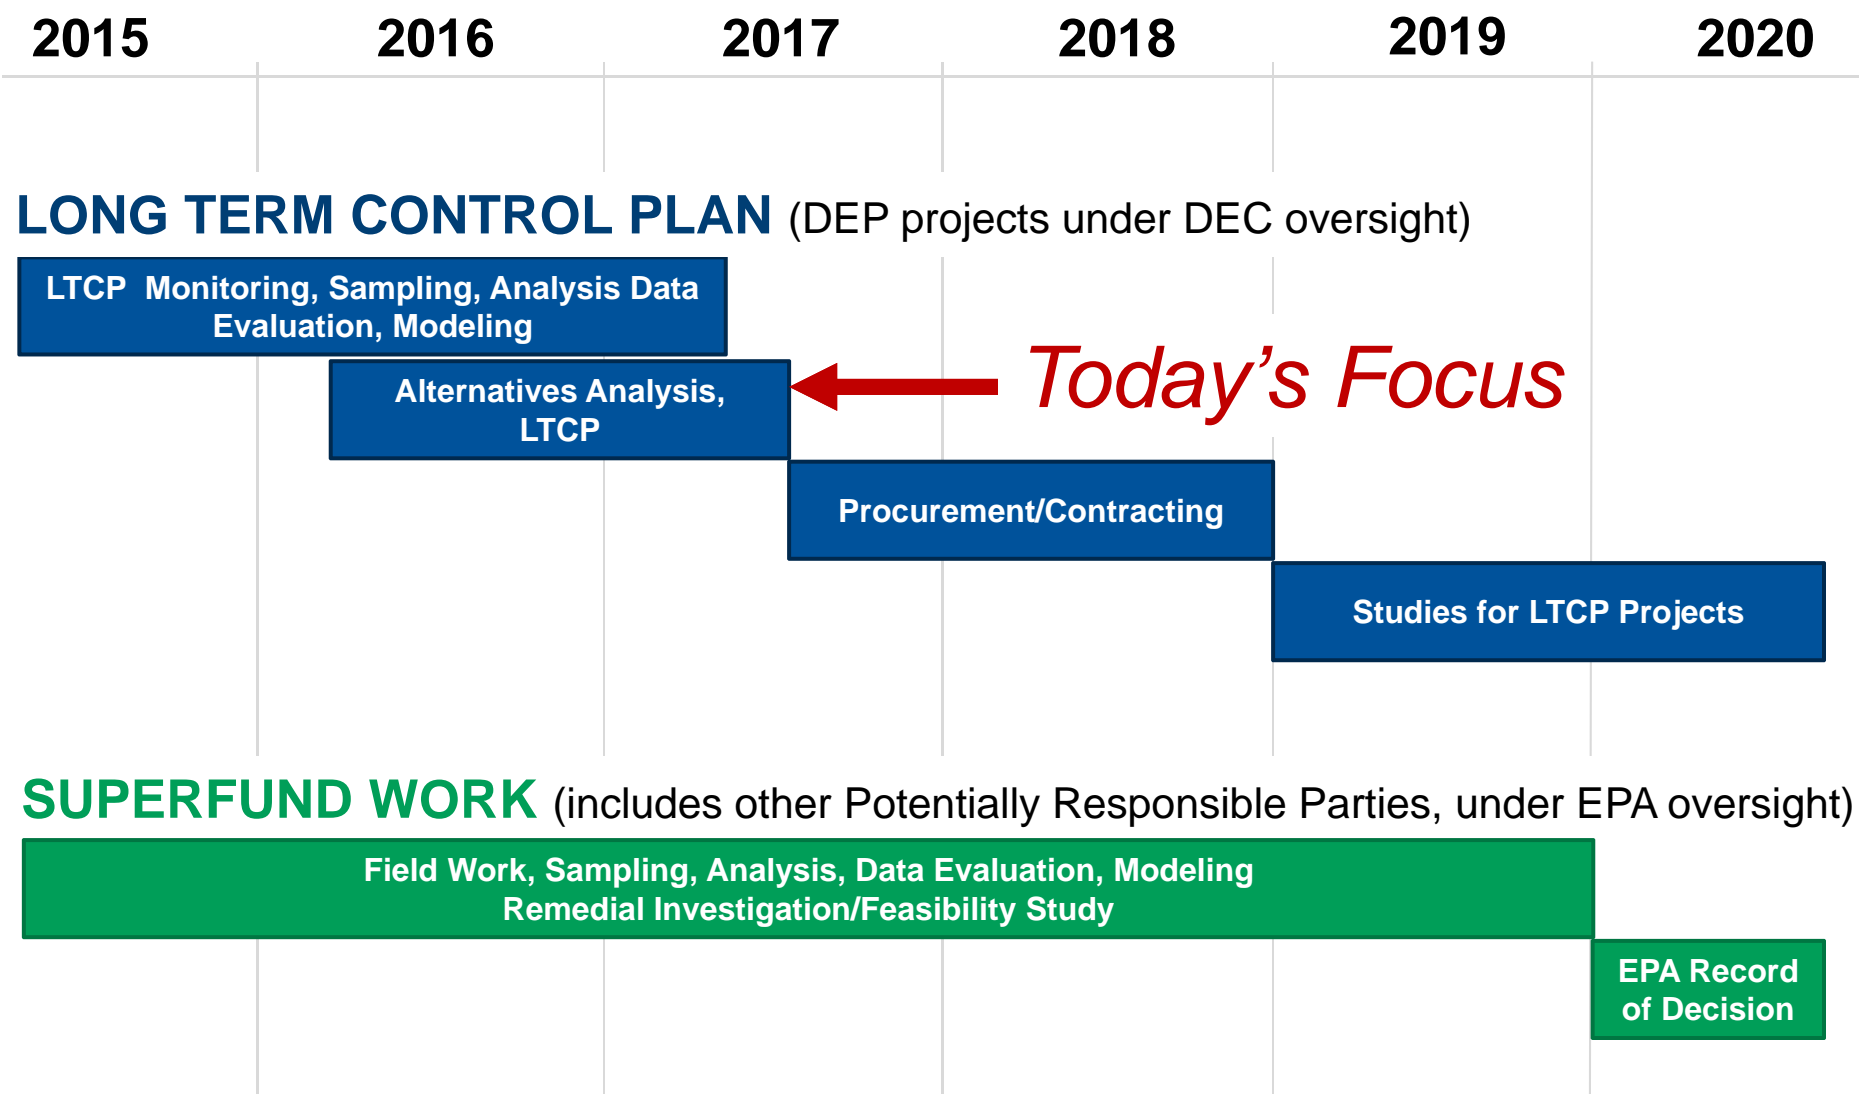 2015 2016 2017 2018 2019 2020
LONG TERM CONTROL PLAN (DEP projects under DEC oversight)
LTCP Monitoring, Sampling, Analysis Data
Evaluation, Modeling
Alternatives Analysis,
LTCP
Today’s Focus
Procurement/Contracting
Studies for LTCP Projects
SUPERFUND WORK (includes other Potentially Responsible Parties, under EPA oversight)
Field Work, Sampling, Analysis, Data Evaluation, Modeling
Remedial Investigation/Feasibility Study
EPA Record
of Decision